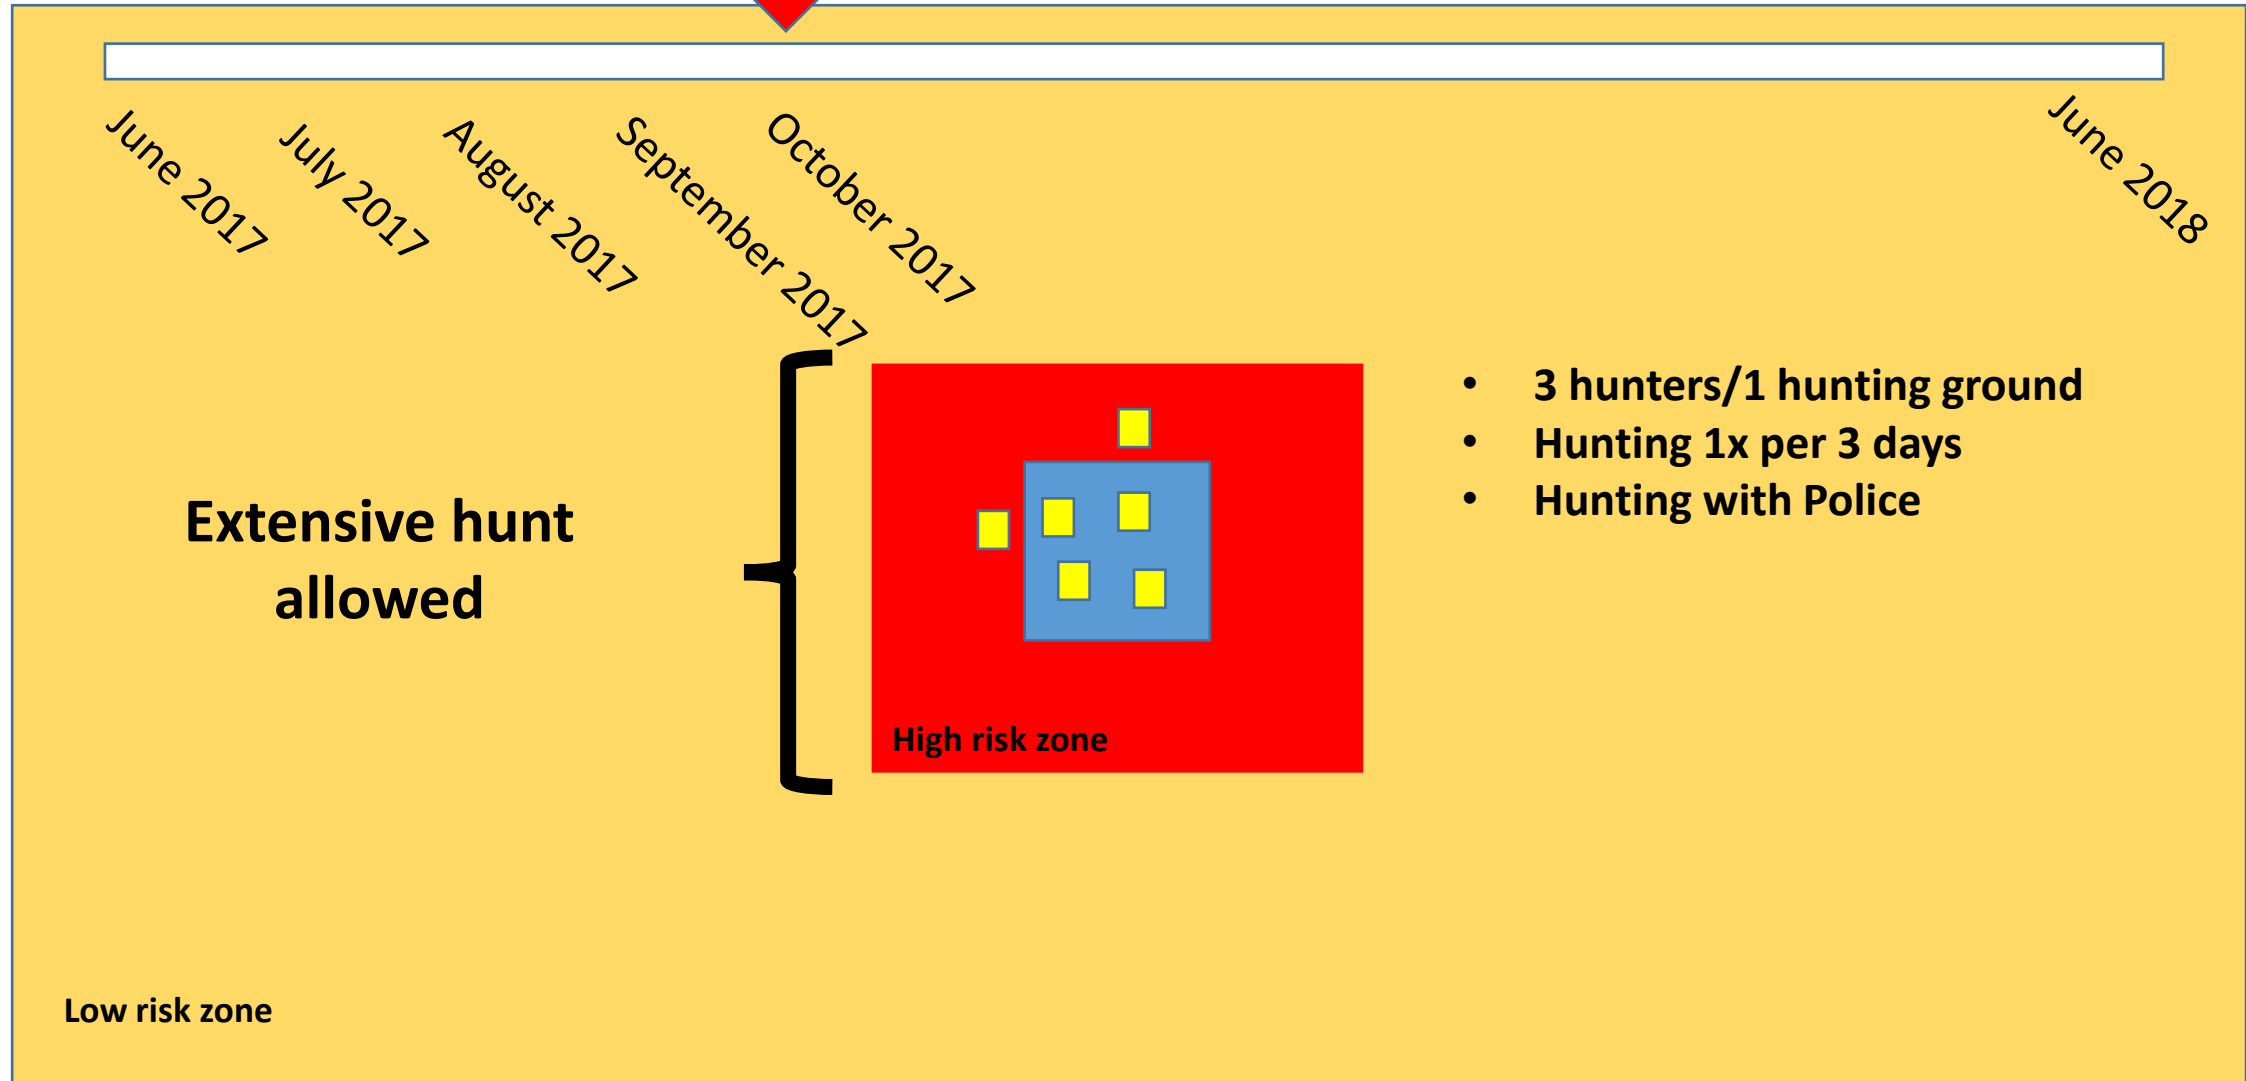 June 2017
July 2017
August 2017
September 2017
October 2017
June 2018
Extensive hunt
allowed
High risk zone
• 3 hunters/1 hunting ground
• Hunting 1x per 3 days
• Hunting with Police
Low risk zone